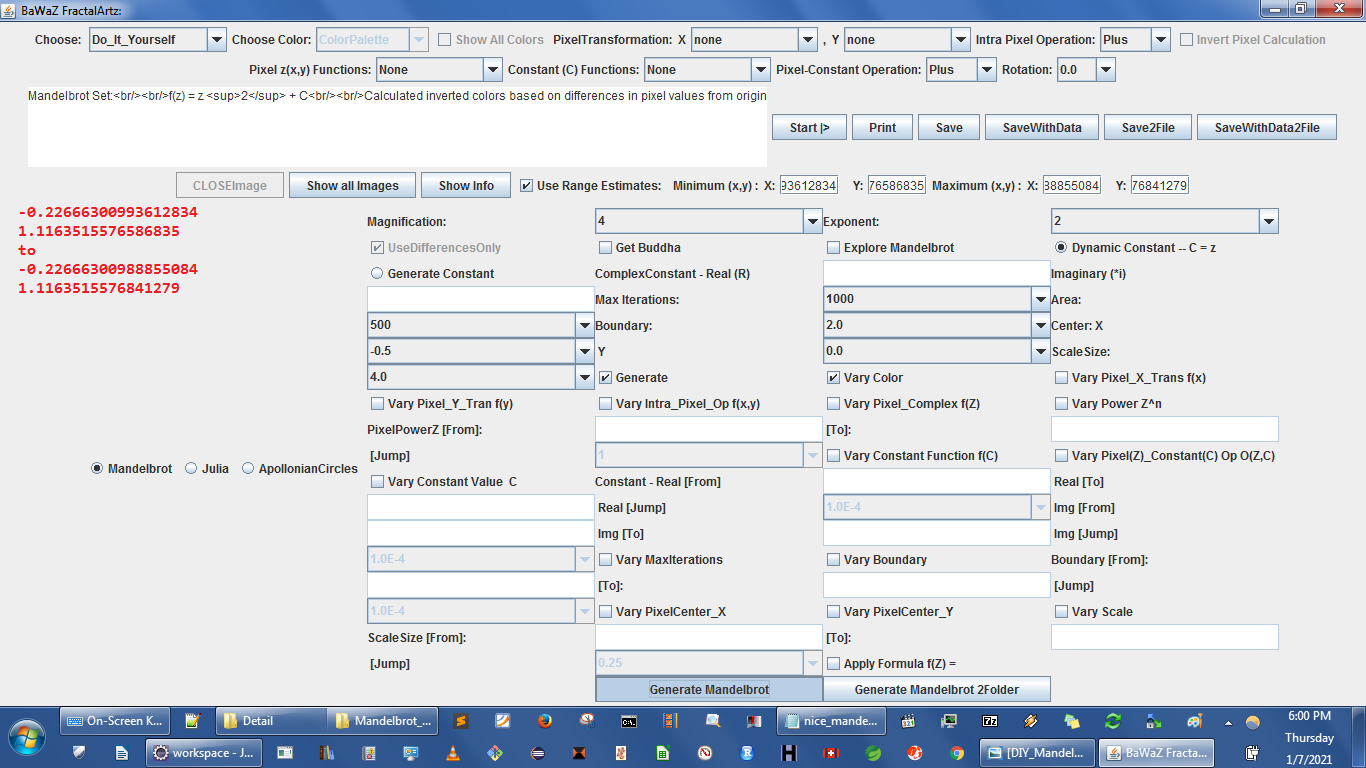 BaWaZ FractalArtz:
Choose: Do_It_Yourself Choose Color: ColorPalette Show All Colors PixelTransformation: X none , Y none Intra Pixel Operation: Plus Invert Pixel Calculation
Pixel z(x,y) Functions: None Constant (C) Functions: None Pixel-Constant Operation: Plus Rotation: 0.0
Mandelbrot Set:<br/><br/>f(z) = z <sup>2</sup> + C<br/><br/>Calculated inverted colors based on differences in pixel values from origin
Start |> Print Save SaveWithData Save2File SaveWithData2File
CLOSEImage Show all Images Show Info Use Range Estimates: Minimum (x,y) : X: 93612834 Y: 76586835 Maximum (x,y) : X: 38855084 Y: 76841279
-0.22666300993612834
1.1163515576586835
to
-0.22666300988855084
1.1163515576841279
Magnification: 4 Exponent: 2
UseDifferencesOnly Get Buddha Explore Mandelbrot Dynamic Constant -- C = z
Generate Constant ComplexConstant - Real (R) Imaginary (*i)
Max Iterations: 1000 Area:
500 Boundary: 2.0 Center: X
-0.5 Y 0.0 ScaleSize:
4.0 Generate Vary Color Vary Pixel_X_Trans f(x)
Vary Pixel_Y_Tran f(y) Vary Intra_Pixel_Op f(x,y) Vary Pixel_Complex f(Z) Vary Power Z^n
PixelPowerZ [From]: [To]:
[Jump] 1 Vary Constant Function f(C) Vary Pixel(Z)_Constant(C) Op O(Z,C)
Mandelbrot Julia ApollonianCircles
Vary Constant Value C Constant - Real [From] Real [To]
Real [Jump] 1.0E-4 Img [From]
Img [To] Img [Jump]
1.0E-4 Vary MaxIterations Vary Boundary Boundary [From]:
[To]: [Jump]
1.0E-4 Vary PixelCenter_X Vary PixelCenter_Y Vary Scale
ScaleSize [From]: [To]:
[Jump] 0.25 Apply Formula f(Z) =
Generate Mandelbrot Generate Mandelbrot 2Folder
On-Screen K... Detail Mandelbrot_... nice_mande... 6:00 PM
Thursday
workspace - J... [DIY_Mandel... BaWaZ Fracta... 1/7/2021